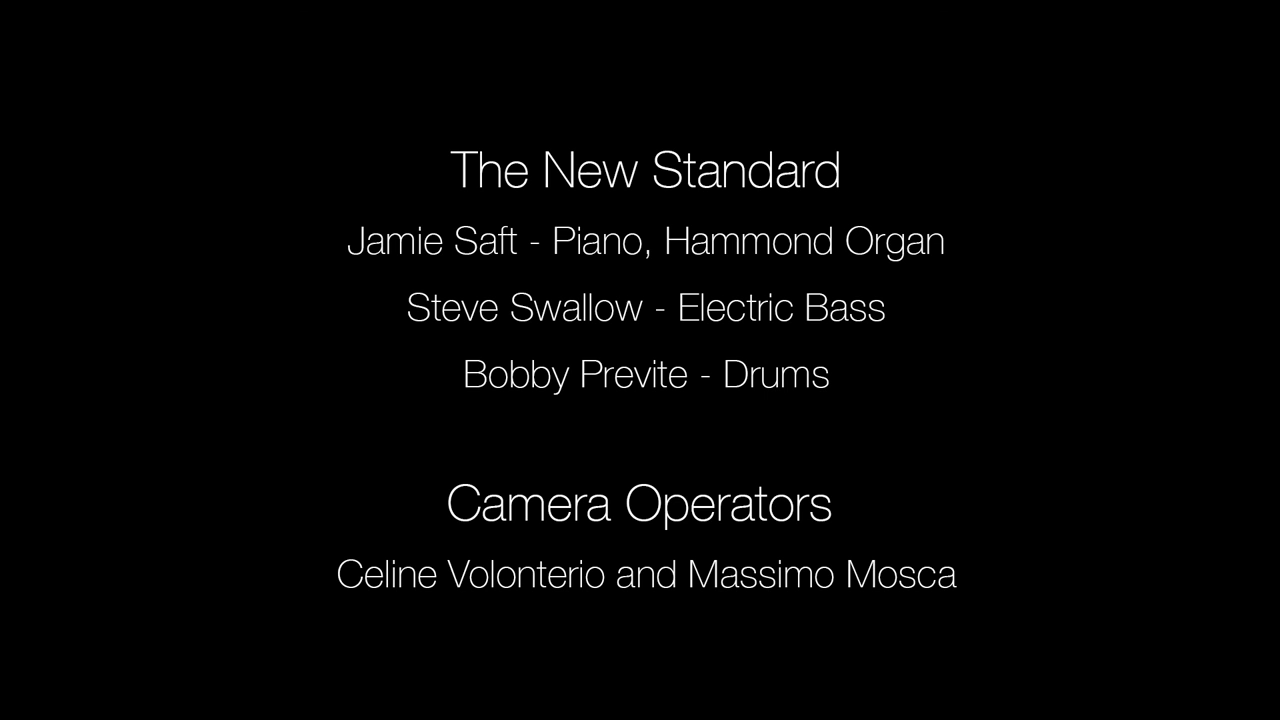 The New Standard
Jamie Saft - Piano, Hammond Organ
Steve Swallow - Electric Bass
Bobby Previte - Drums
Camera Operators
Celine Volonterio and Massimo Mosca